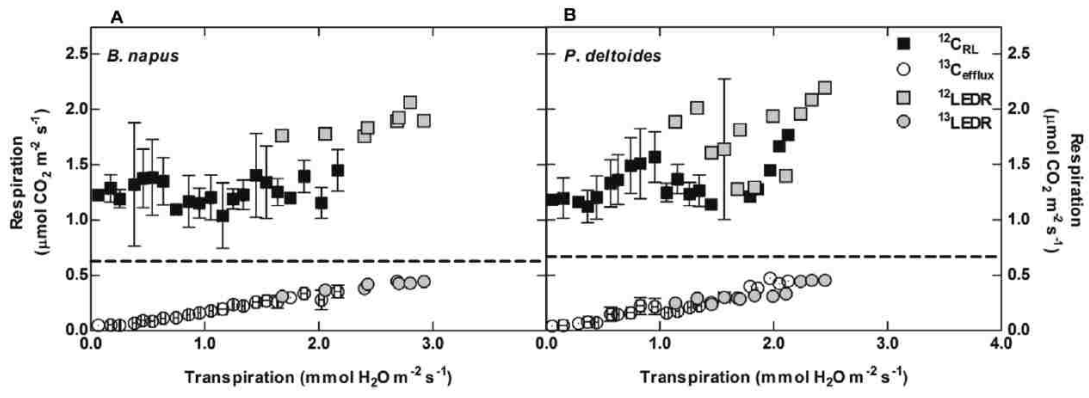 A
B
B. napus
P. deltoides
¹²C_RL
¹³C_efflux
¹²LEDR
¹³LEDR
Respiration
(μmol CO₂ m⁻² s⁻¹)
2.5
2.0
1.5
1.0
0.5
0.0
2.5
2.0
1.5
1.0
0.5
0.0
Respiration
(μmol CO₂ m⁻² s⁻¹)
0.0 1.0 2.0 3.0 0.0 1.0 2.0 3.0 4.0
Transpiration (mmol H₂O m⁻² s⁻¹)
Transpiration (mmol H₂O m⁻² s⁻¹)